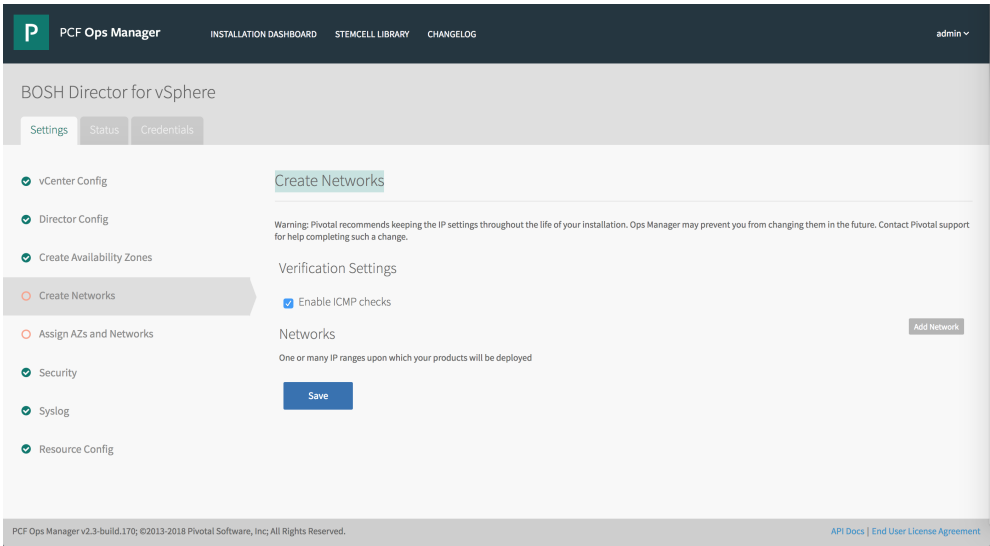 P PCF Ops Manager INSTALLATION DASHBOARD STEMCELL LIBRARY CHANGELOG admin
BOSH Director for vSphere
Settings Status Credentials
vCenter Config
Director Config
Create Availability Zones
Create Networks
Assign AZs and Networks
Security
Syslog
Resource Config
Create Networks
Warning: Pivotal recommends keeping the IP settings throughout the life of your installation. Ops Manager may prevent you from changing them in the future. Contact Pivotal support
for help completing such a change.
Verification Settings
Enable ICMP checks
Networks
Add Network
One or many IP ranges upon which your products will be deployed
Save
PCF Ops Manager v2.3-build.170; ©2013-2018 Pivotal Software, Inc; All Rights Reserved. API Docs | End User License Agreement